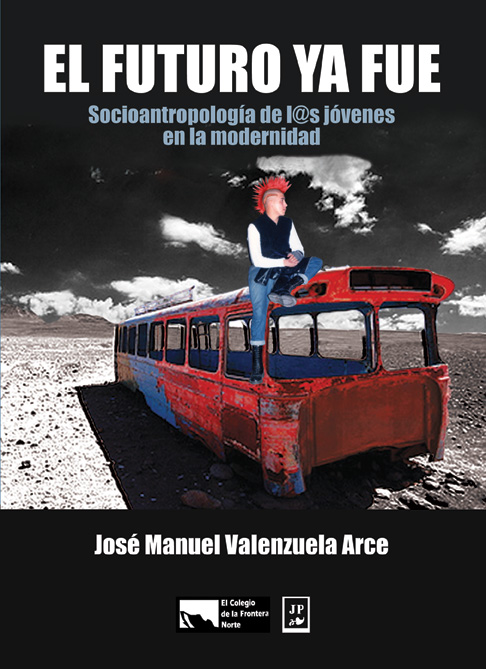 EL FUTURO YA FUE
Socioantropología de l@s jóvenes
en la modernidad
José Manuel Valenzuela Arce
El Colegio
de la Frontera
Norte
JP